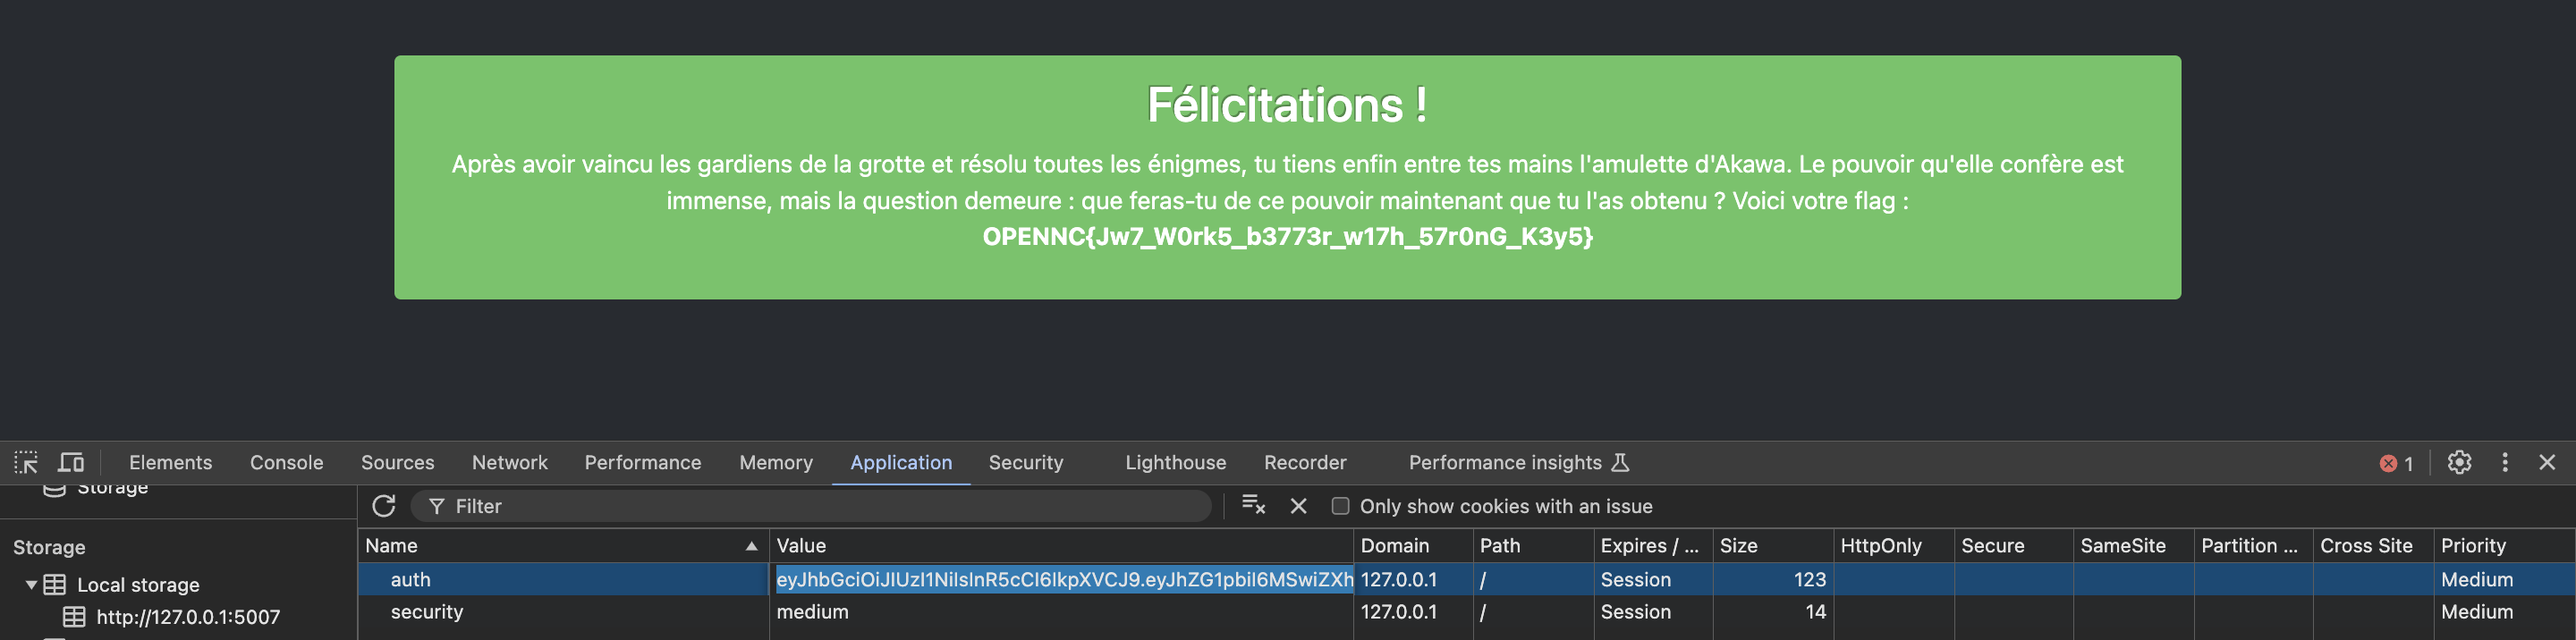 Félicitations !
Après avoir vaincu les gardiens de la grotte et résolu toutes les énigmes, tu tiens enfin entre tes mains l'amulette d'Akawa. Le pouvoir qu'elle confère est
immense, mais la question demeure : que feras-tu de ce pouvoir maintenant que tu l'as obtenu ? Voici votre flag :
OPENNC{Jw7_W0rk5_b3773r_w17h_57r0nG_K3y5}
Elements Console Sources Network Performance Memory Application Security Lighthouse Recorder Performance insights 1
Storage
Filter Only show cookies with an issue
Storage
Local storage
http://127.0.0.1:5007
Name Value Domain Path Expires / ... Size HttpOnly Secure SameSite Partition ... Cross Site Priority
auth eyJhbGciOiJIUzI1NiIsInR5cCI6IkpXVCJ9.eyJhZG1pbiI6MSwiZXh 127.0.0.1 / Session 123 Medium
security medium 127.0.0.1 / Session 14 Medium